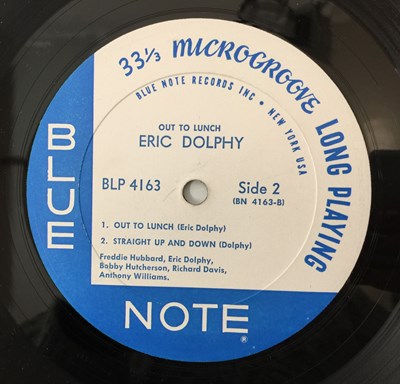 33⅓ MICROGROOVE LONG PLAYING
BLUE NOTE RECORDS INC • NEW YORK USA
OUT TO LUNCH
ERIC DOLPHY
BLP 4163
Side 2
(BN 4163-B)
1. OUT TO LUNCH (Eric Dolphy)
2. STRAIGHT UP AND DOWN (Dolphy)
Freddie Hubbard, Eric Dolphy,
Bobby Hutcherson, Richard Davis,
Anthony Williams.
BLUE
NOTE
®